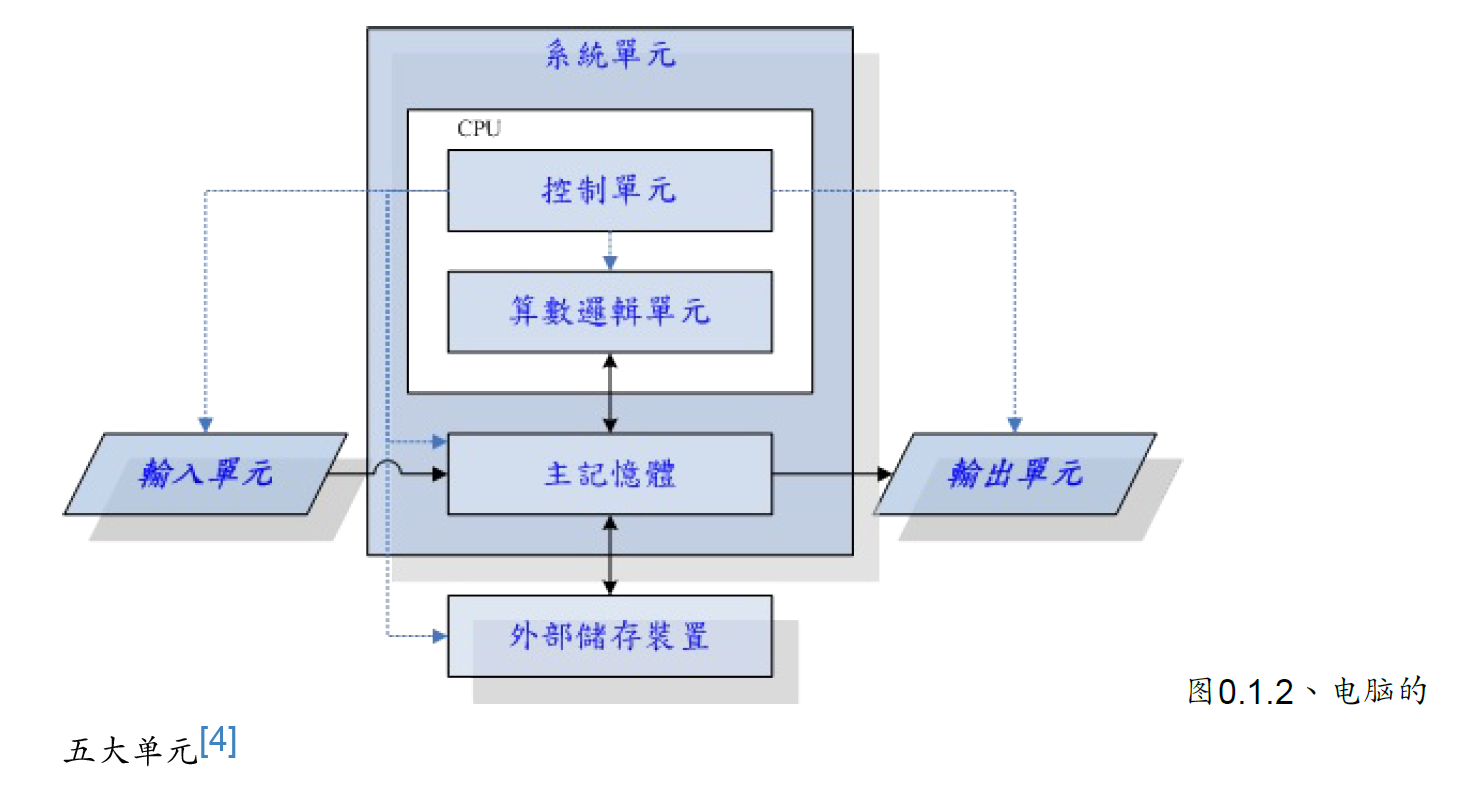 系統單元
CPU
控制單元
算數邏輯單元
輸入單元
主記憶體
輸出單元
外部儲存裝置
图0.1.2、电脑的
五大单元[4]